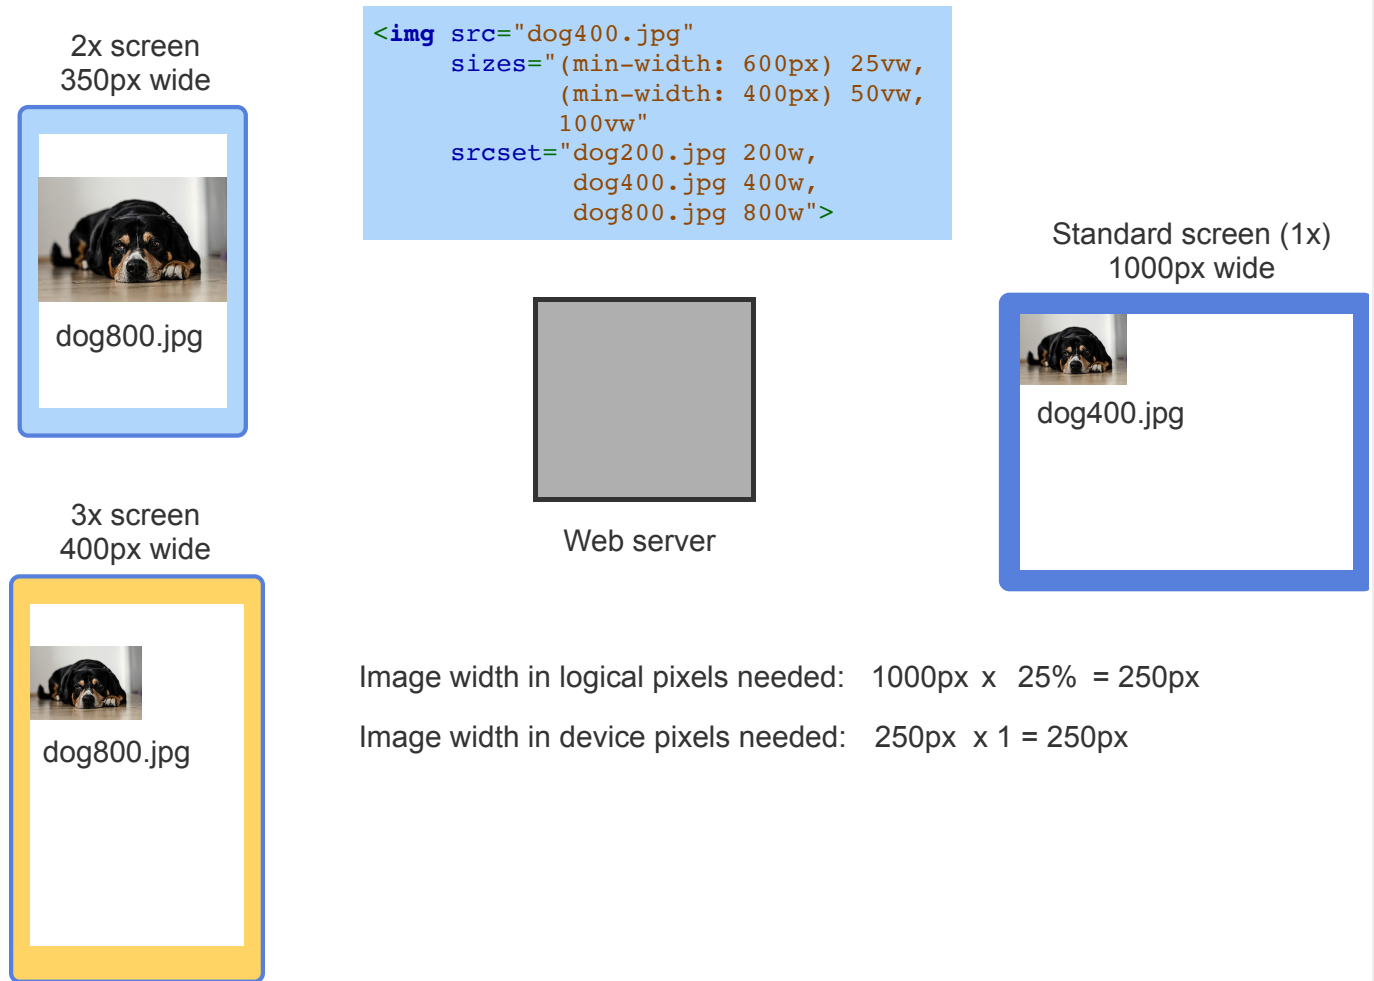 2x screen
350px wide
dog800.jpg
<img src="dog400.jpg"
sizes="(min-width: 600px) 25vw,
(min-width: 400px) 50vw,
100vw"
srcset="dog200.jpg 200w,
dog400.jpg 400w,
dog800.jpg 800w">
Standard screen (1x)
1000px wide
dog400.jpg
Web server
3x screen
400px wide
dog800.jpg
Image width in logical pixels needed: 1000px x 25% = 250px
Image width in device pixels needed: 250px x 1 = 250px